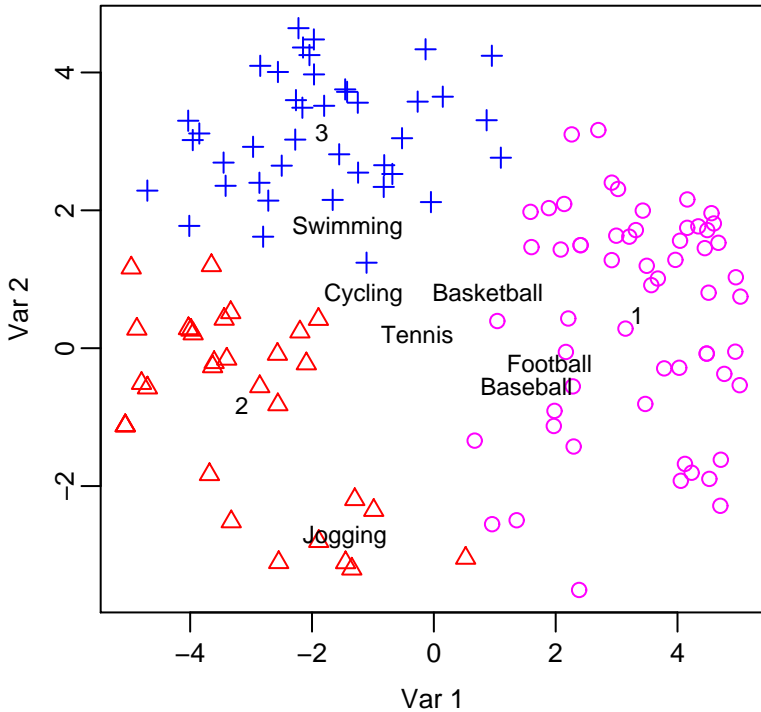 4
3
2
Swimming
Cycling
Basketball
1
Tennis
0
Football
Baseball
2
−2
Jogging
−4
−2
0
2
4
Var 1
Var 2